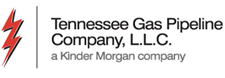 Tennessee Gas Pipeline
Company, L.L.C.
a Kinder Morgan company